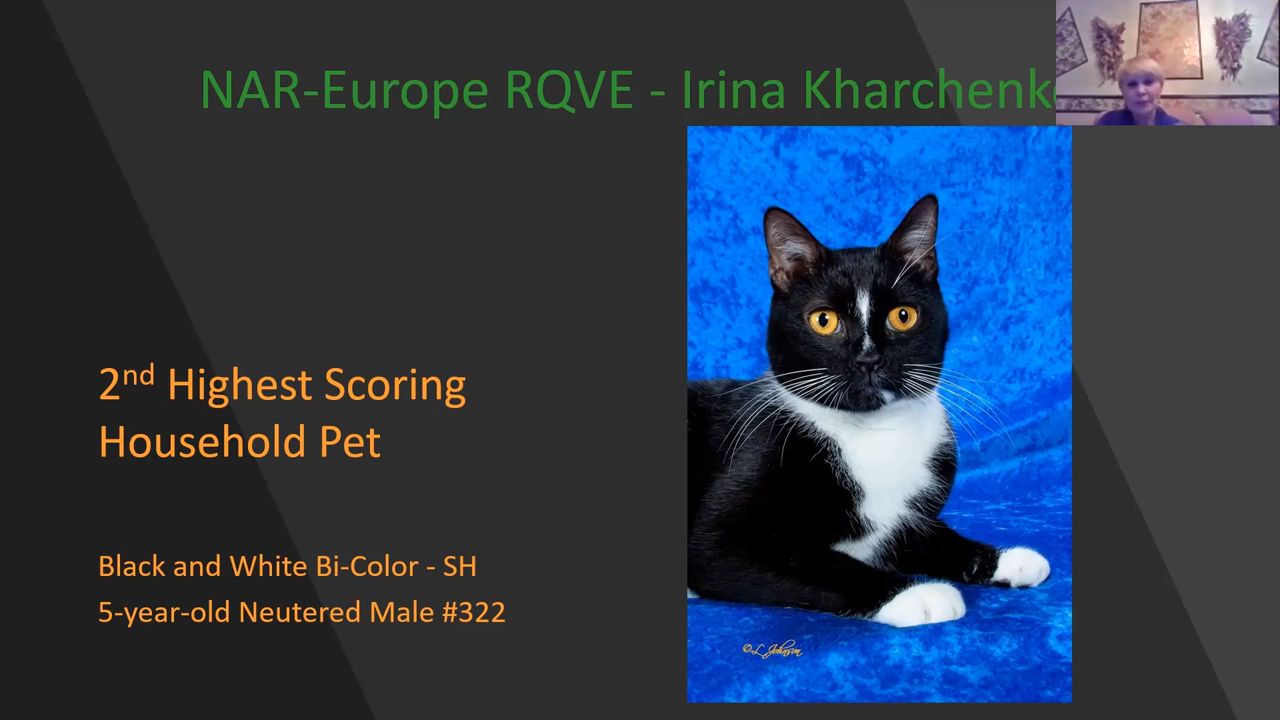 NAR-Europe RQVE - Irina Kharchenk
2nd Highest Scoring
Household Pet
Black and White Bi-Color - SH
5-year-old Neutered Male #322
© L Johnson